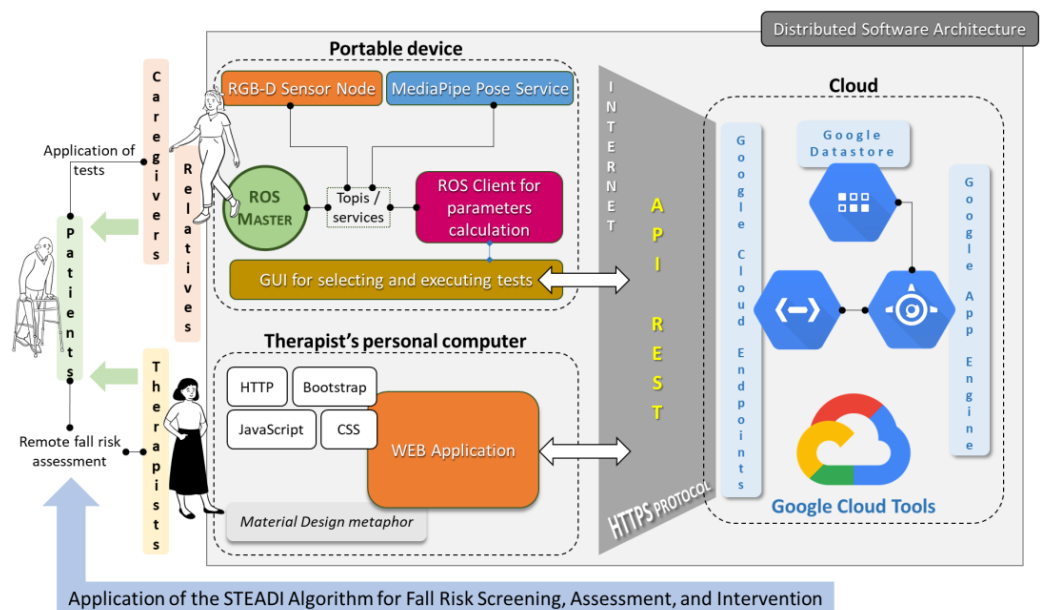 Distributed Software Architecture
Portable device
RGB-D Sensor Node
MediaPipe Pose Service
ROS
MASTER
Topis /
services
ROS Client for
parameters
calculation
GUI for selecting and executing tests
Caregivers
Relatives
Application of
tests
Patients
Therapists
Remote fall risk
assessment
Therapist's personal computer
HTTP
Bootstrap
JavaScript
CSS
WEB Application
Material Design metaphor
INTERNET
API REST
HTTPS PROTOCOL
Cloud
Google
Datastore
Google Cloud Endpoints
Google App Engine
Google Cloud Tools
Application of the STEADI Algorithm for Fall Risk Screening, Assessment, and Intervention